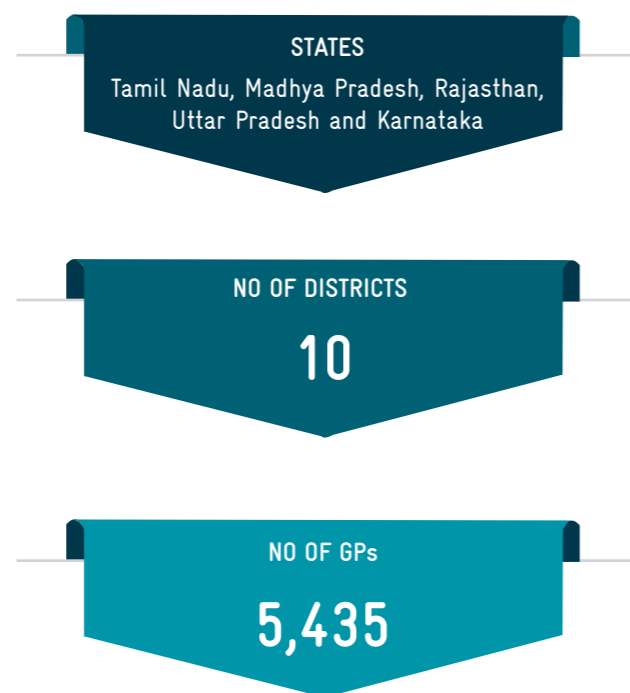 STATES
Tamil Nadu, Madhya Pradesh, Rajasthan,
Uttar Pradesh and Karnataka
NO OF DISTRICTS
10
NO OF GPs
5,435